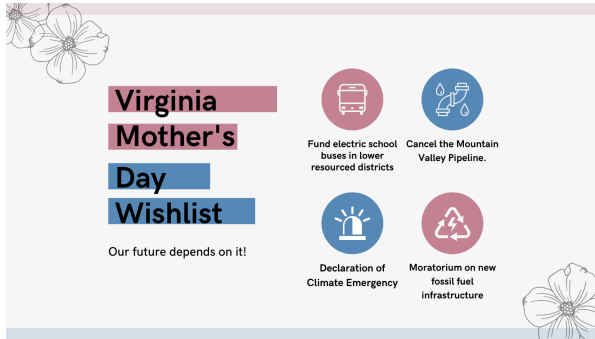 Virginia
Mother's
Day
Wishlist
Our future depends on it!
Fund electric school
buses in lower
resourced districts
Cancel the Mountain
Valley Pipeline.
Declaration of
Climate Emergency
Moratorium on new
fossil fuel
infrastructure